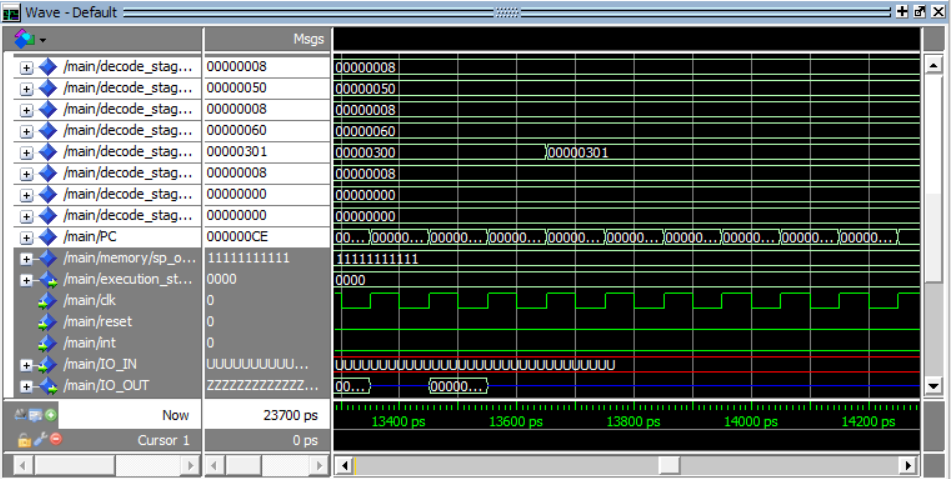 Wave - Default
Msgs
/main/decode_stag... 00000008 00000008
/main/decode_stag... 00000050 00000050
/main/decode_stag... 00000008 00000008
/main/decode_stag... 00000060 00000060
/main/decode_stag... 00000301 00000300 00000301
/main/decode_stag... 00000008 00000008
/main/decode_stag... 00000000 00000000
/main/decode_stag... 00000000 00000000
/main/PC 000000CE 00... 00000... 00000... 00000... 00000... 00000... 00000... 00000... 00000... 00000...
/main/memory/sp_o... 11111111111 11111111111
/main/execution_st... 0000 0000
/main/clk 0
/main/reset 0
/main/int 0
/main/IO_IN UUUUUUUUUU... UUUUUUUUUUUUUUUUUUUUUUUUUUUUUUUU
/main/IO_OUT ZZZZZZZZZZZZZ... 00... 00000...
Now 23700 ps 13400 ps 13600 ps 13800 ps 14000 ps 14200 ps
Cursor 1 0 ps